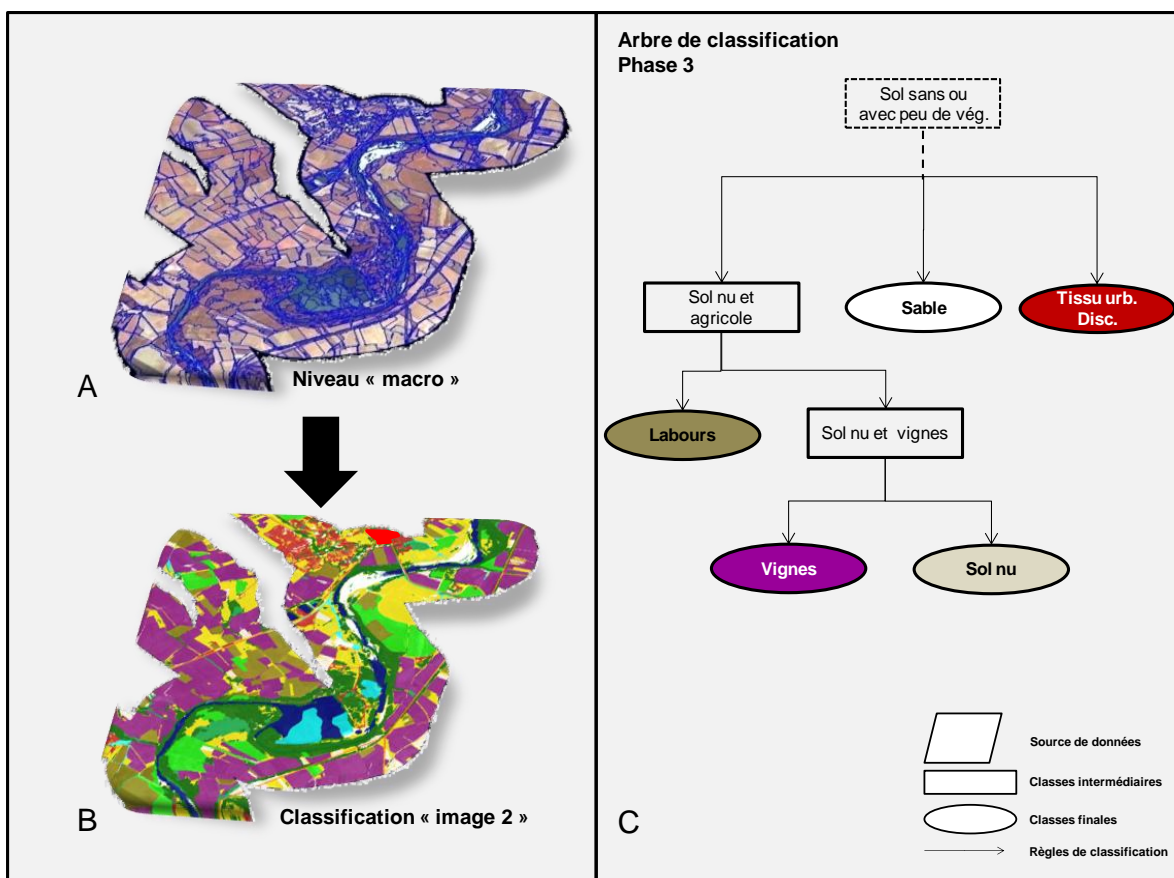 A
Niveau « macro »
B
Classification « image 2 »
Arbre de classification
Phase 3
Sol sans ou
avec peu de vég.
Sol nu et
agricole
Sable
Tissu urb.
Disc.
Labours
Sol nu et vignes
Vignes
Sol nu
C
Source de données
Classes intermédiaires
Classes finales
Règles de classification